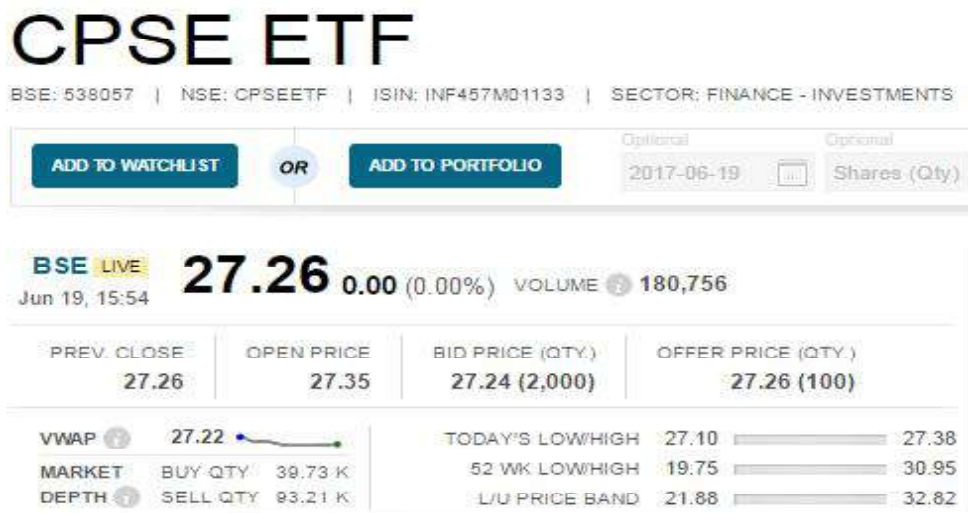 CPSE ETF
BSE: 538057 | NSE: CPSEETF | ISIN: INF457M01133 | SECTOR: FINANCE - INVESTMENTS
Optional Optional
ADD TO WATCHLIST OR ADD TO PORTFOLIO 2017-06-19 Shares (Qty)
BSE LIVE 27.26 0.00 (0.00%) VOLUME i 180,756
Jun 19, 15:54
PREV. CLOSE OPEN PRICE BID PRICE (QTY.) OFFER PRICE (QTY.)
27.26 27.35 27.24 (2,000) 27.26 (100)
VWAP i 27.22 TODAY'S LOW/HIGH 27.10 27.38
MARKET BUY QTY 39.73 K 52 WK LOW/HIGH 19.75 30.95
DEPTH i SELL QTY 93.21 K L/U PRICE BAND 21.88 32.82